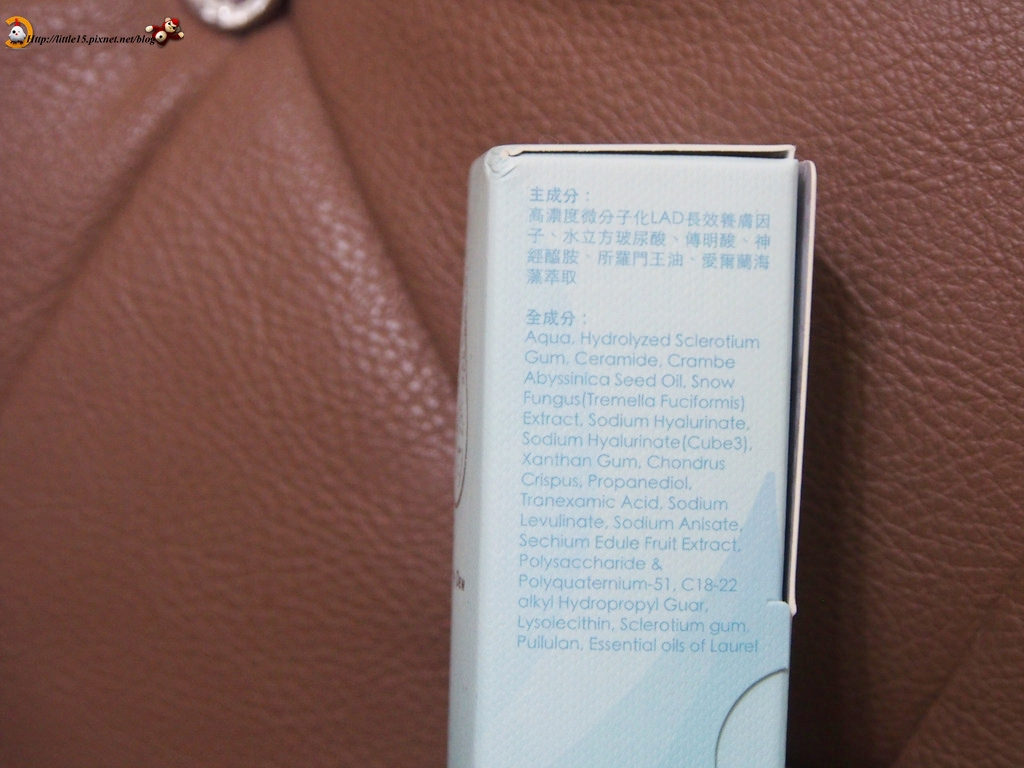 Http://little15.pixnet.net/blog
主成分：
高濃度微分子化LAD長效養膚因
子、水立方玻尿酸、傳明酸、神
經醯胺、所羅門王油、愛爾蘭海
藻萃取
全成分：
Aqua, Hydrolyzed Sclerotium
Gum, Ceramide, Crambe
Abyssinica Seed Oil, Snow
Fungus(Tremella Fuciformis)
Extract, Sodium Hyalurinate,
Sodium Hyalurinate(Cube3),
Xanthan Gum, Chondrus
Crispus, Propanediol,
Tranexamic Acid, Sodium
Levulinate, Sodium Anisate,
Sechium Edule Fruit Extract,
Polysaccharide &
Polyquaternium-51, C18-22
alkyl Hydropropyl Guar,
Lysolecithin, Sclerotium gum,
Pullulan, Essential oils of Laurel